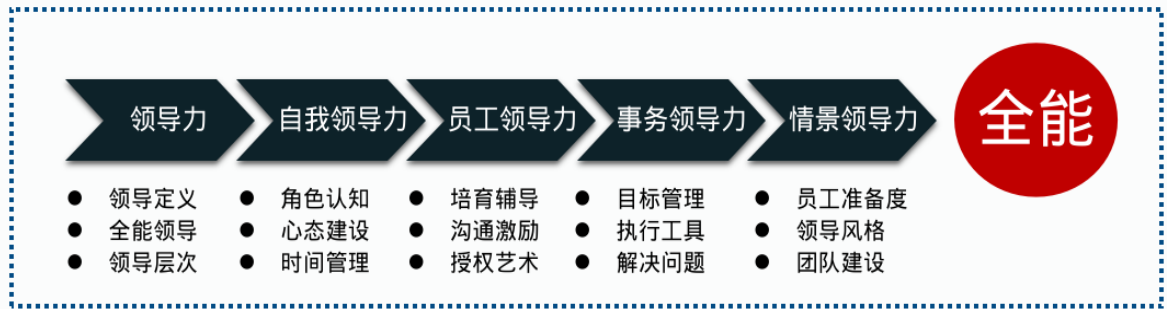 领导力
自我领导力
员工领导力
事务领导力
情景领导力
全能
领导定义
全能领导
领导层次
角色认知
心态建设
时间管理
培育辅导
沟通激励
授权艺术
目标管理
执行工具
解决问题
员工准备度
领导风格
团队建设